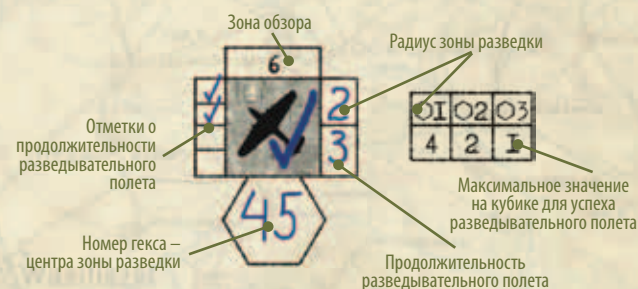 Зона обзора
Радиус зоны разведки
6
2
3
O1 O2 O3
4 2 1
Отметки о
продолжительности
разведывательного
полета
45
Максимальное значение
на кубике для успеха
разведывательного полета
Номер гекса –
центра зоны разведки
Продолжительность
разведывательного полета